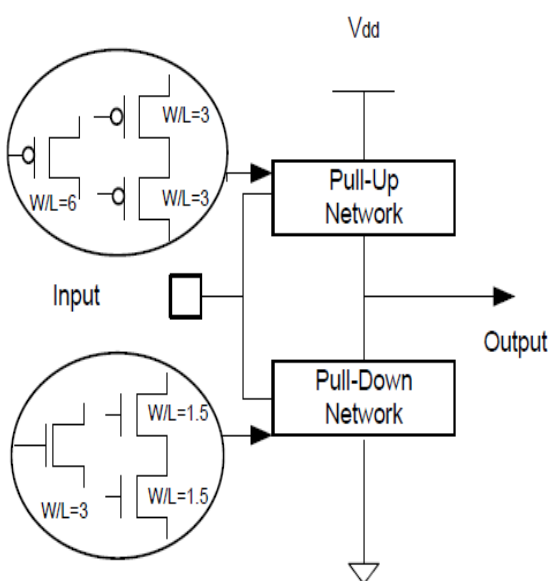 Vdd
W/L=3
W/L=6
W/L=3
Pull-Up
Network
Input
Output
Pull-Down
Network
W/L=1.5
W/L=3
W/L=1.5